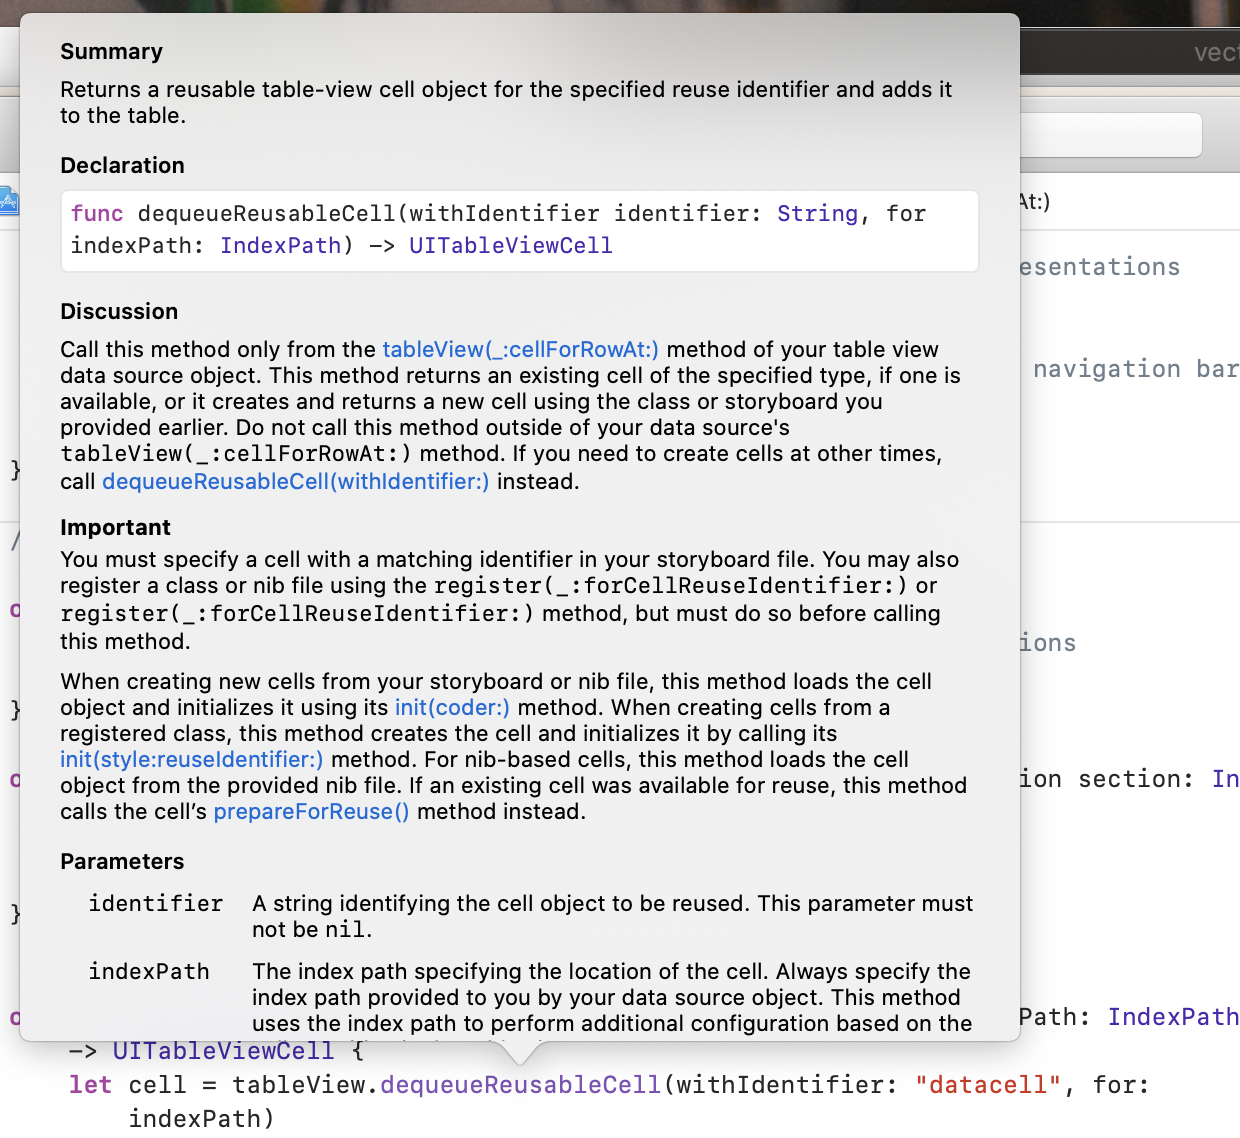 Summary
Returns a reusable table-view cell object for the specified reuse identifier and adds it
to the table.
Declaration
func dequeueReusableCell(withIdentifier identifier: String, for
indexPath: IndexPath) -> UITableViewCell
Discussion
Call this method only from the tableView(_:cellForRowAt:) method of your table view
data source object. This method returns an existing cell of the specified type, if one is
available, or it creates and returns a new cell using the class or storyboard you
provided earlier. Do not call this method outside of your data source's
tableView(_:cellForRowAt:) method. If you need to create cells at other times,
call dequeueReusableCell(withIdentifier:) instead.
Important
You must specify a cell with a matching identifier in your storyboard file. You may also
register a class or nib file using the register(_:forCellReuseIdentifier:) or
register(_:forCellReuseIdentifier:) method, but must do so before calling
this method.
When creating new cells from your storyboard or nib file, this method loads the cell
object and initializes it using its init(coder:) method. When creating cells from a
registered class, this method creates the cell and initializes it by calling its
init(style:reuseIdentifier:) method. For nib-based cells, this method loads the cell
object from the provided nib file. If an existing cell was available for reuse, this method
calls the cell’s prepareForReuse() method instead.
Parameters
identifier A string identifying the cell object to be reused. This parameter must
not be nil.
indexPath The index path specifying the location of the cell. Always specify the
index path provided to you by your data source object. This method
uses the index path to perform additional configuration based on the
vect
At:)
esentations
navigation bar
}
/
ions
}
ion section: In
}
Path: IndexPath
-> UITableViewCell {
let cell = tableView.dequeueReusableCell(withIdentifier: "datacell", for:
indexPath)